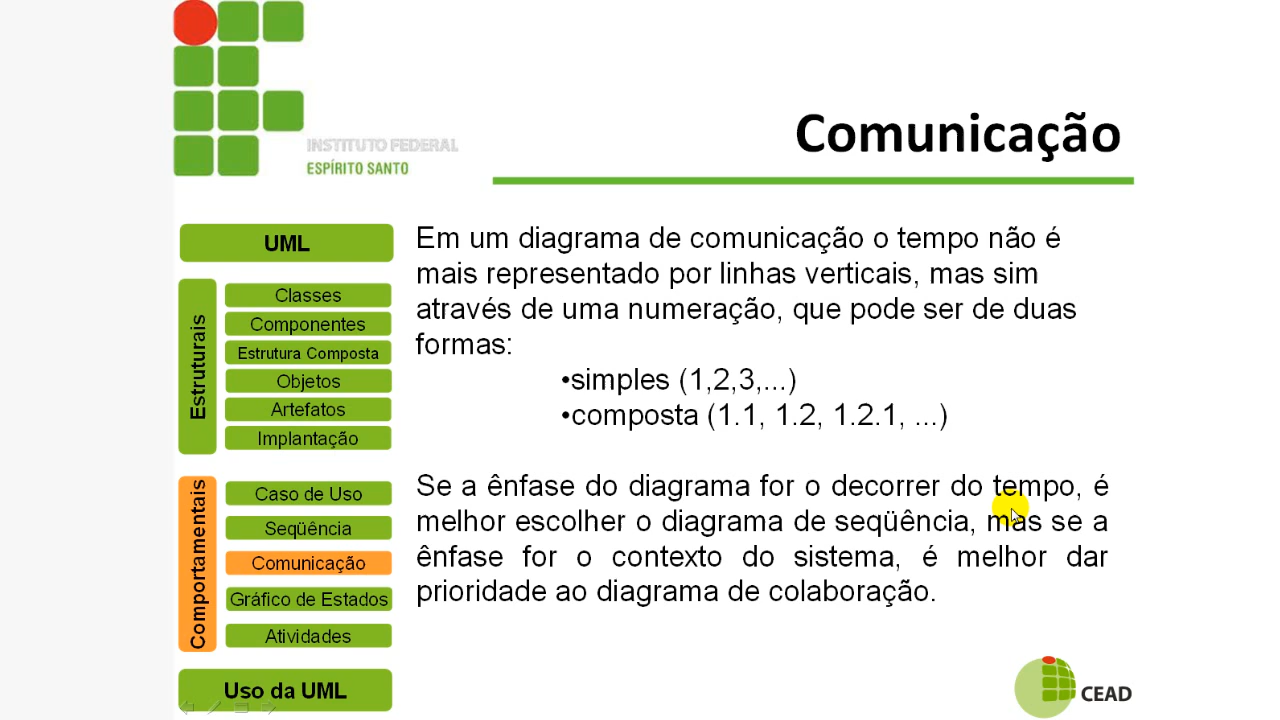 INSTITUTO FEDERAL
ESPÍRITO SANTO
Comunicação
UML
Estruturais
Classes
Componentes
Estrutura Composta
Objetos
Artefatos
Implantação
Comportamentais
Caso de Uso
Seqüência
Comunicação
Gráfico de Estados
Atividades
Uso da UML
Em um diagrama de comunicação o tempo não é
mais representado por linhas verticais, mas sim
através de uma numeração, que pode ser de duas
formas:
•simples (1,2,3,...)
•composta (1.1, 1.2, 1.2.1, ...)
Se a ênfase do diagrama for o decorrer do tempo, é
melhor escolher o diagrama de seqüência, mas se a
ênfase for o contexto do sistema, é melhor dar
prioridade ao diagrama de colaboração.
CEAD